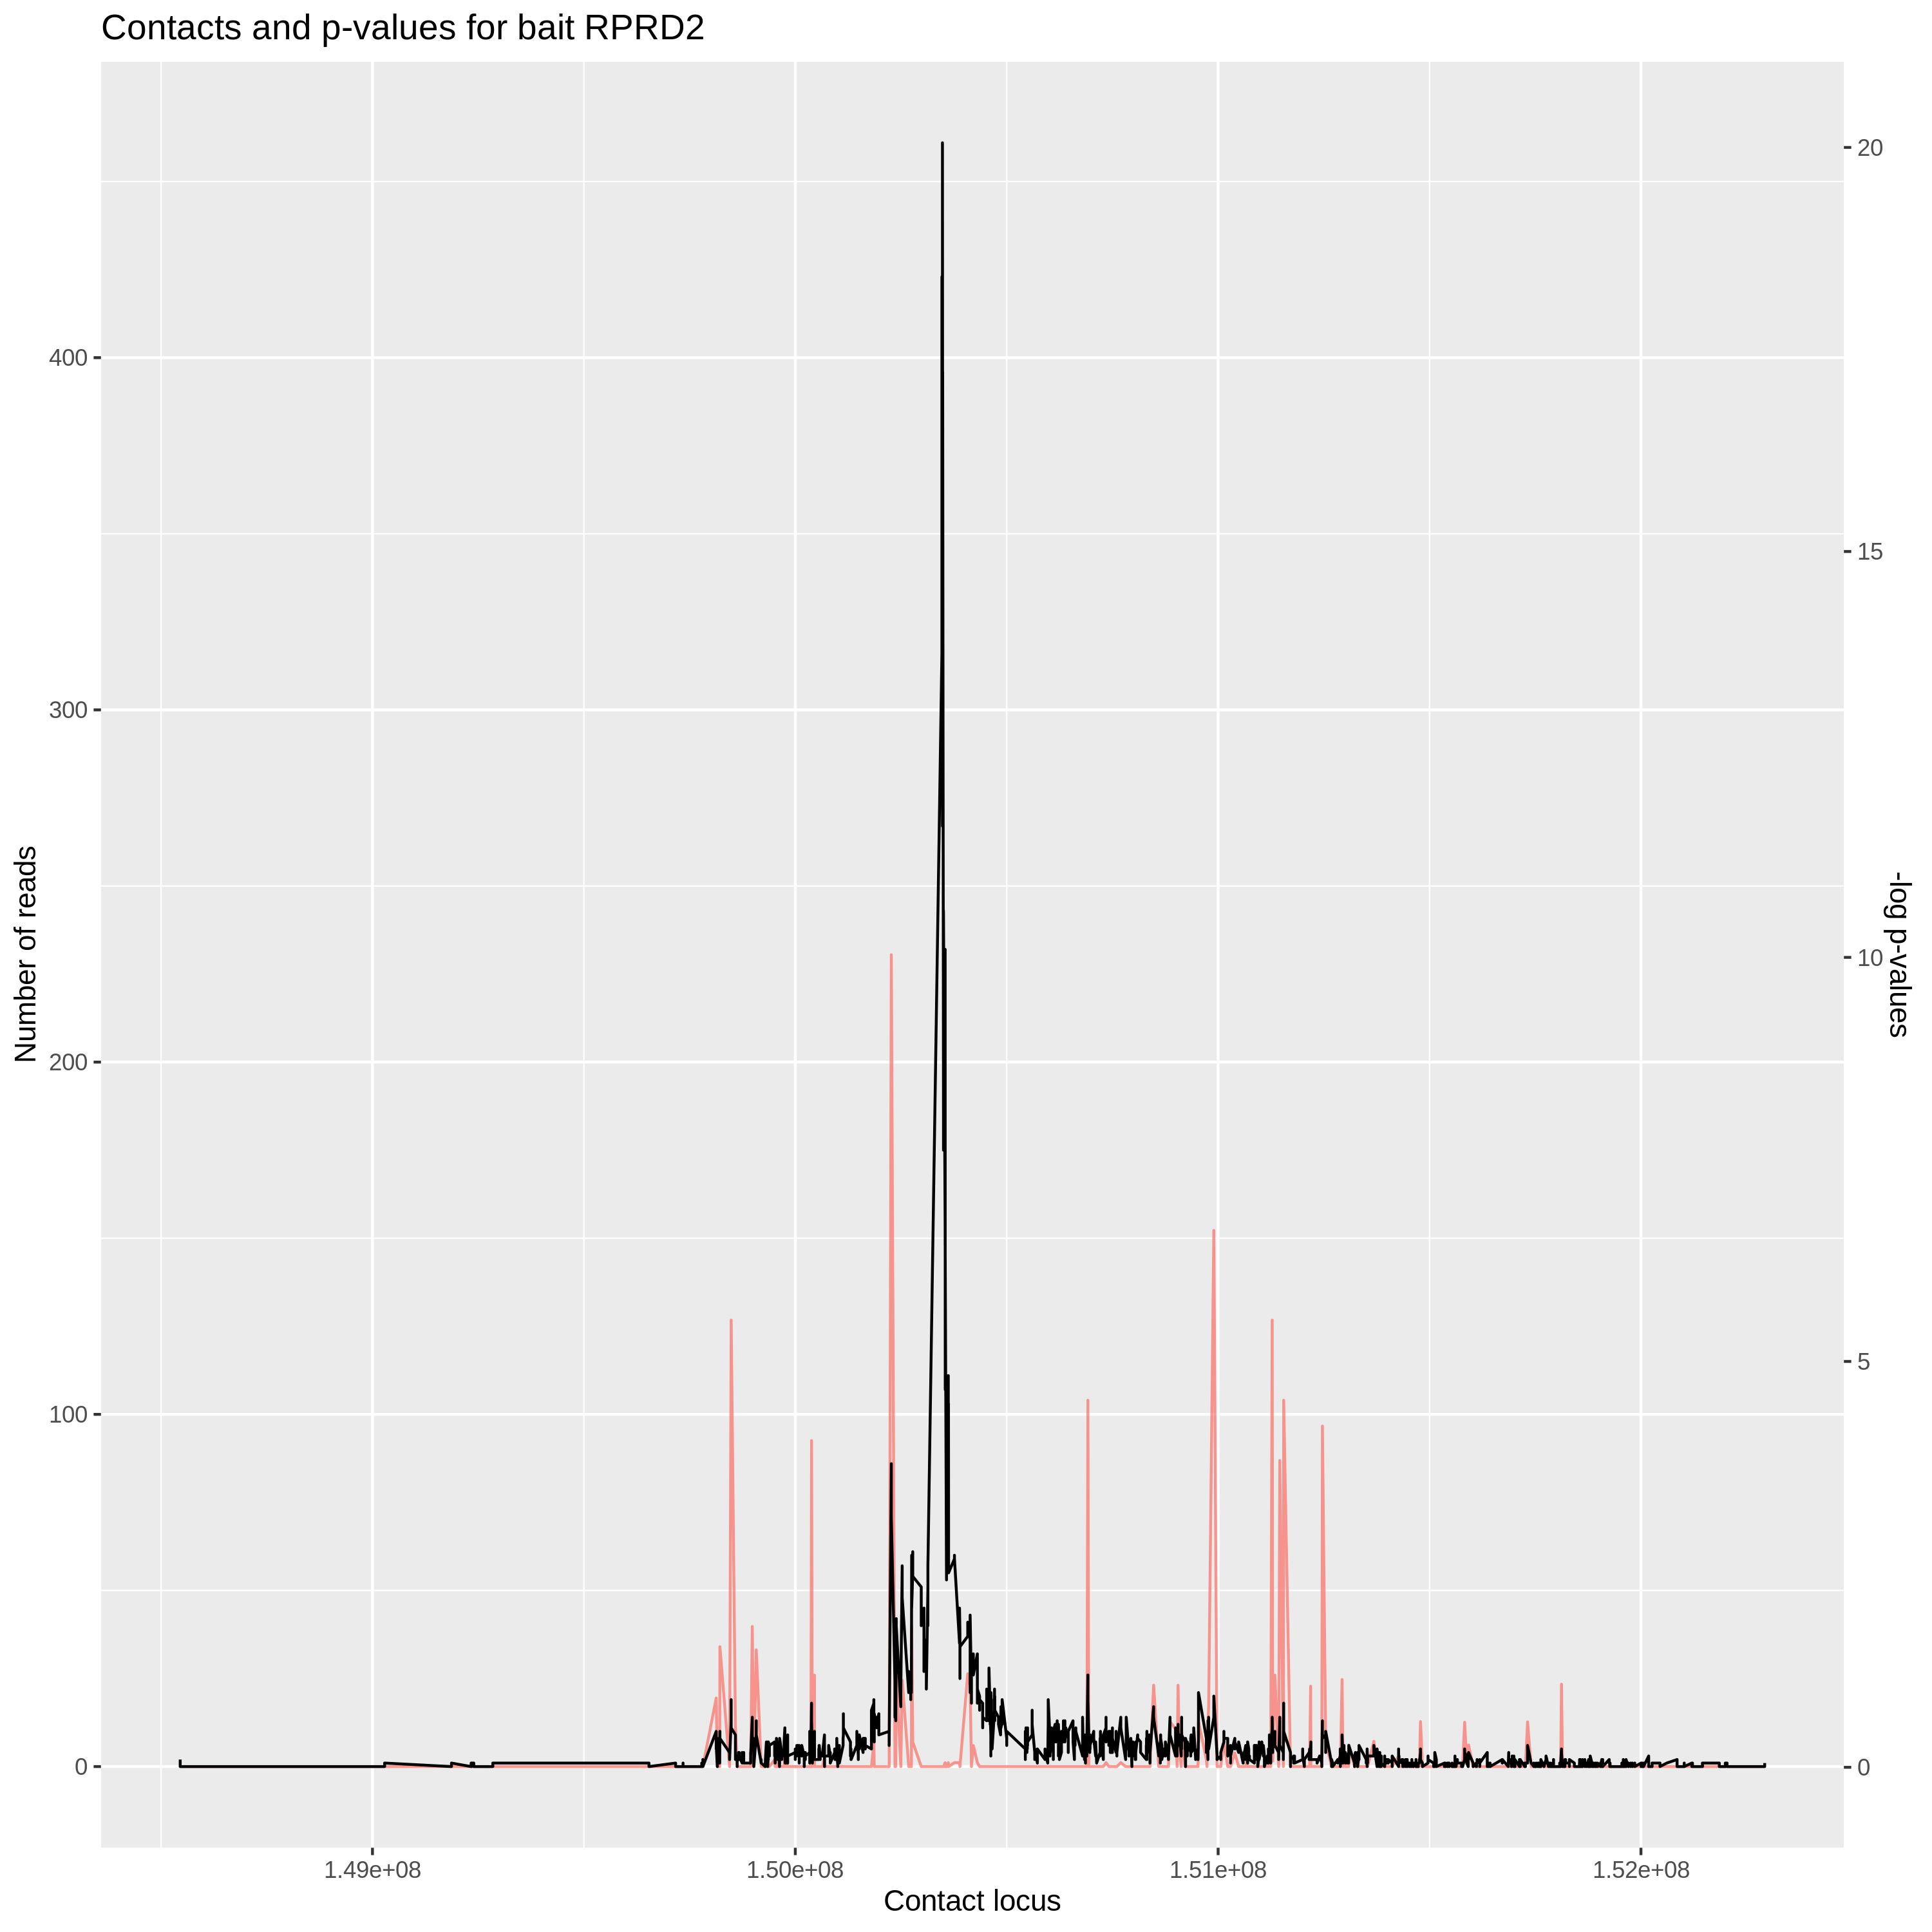 Contacts and p-values for bait RPRD2
Number of reads
400
300
200
100
0
20
15
10
5
0
-log p-values
1.49e+08
1.50e+08
1.51e+08
1.52e+08
Contact locus